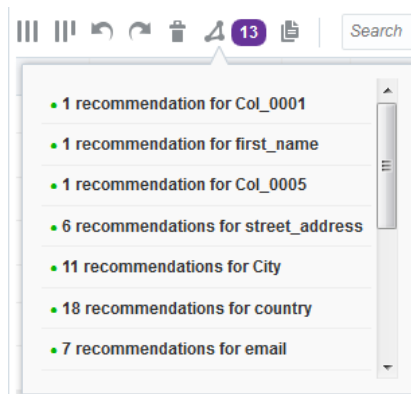 13
Search
1 recommendation for Col_0001
1 recommendation for first_name
1 recommendation for Col_0005
6 recommendations for street_address
11 recommendations for City
18 recommendations for country
7 recommendations for email